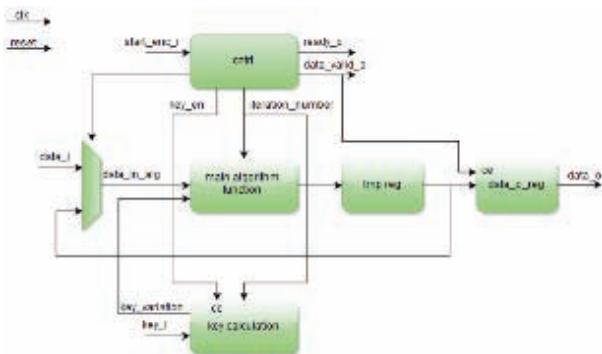 clk
reset
start_enc_i
cntrl
ready_o
data_valid_o
key_en
iteration_number
data_i
data_in_alg
main algorithm
function
tmp reg
ce
data_o_reg
data_o
key_variation
ce
key_i
key calculation